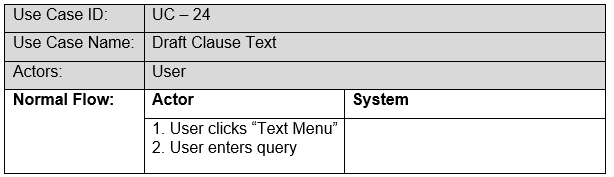 Use Case ID: UC – 24
Use Case Name: Draft Clause Text
Actors: User
Normal Flow: Actor System
1. User clicks “Text Menu”
2. User enters query